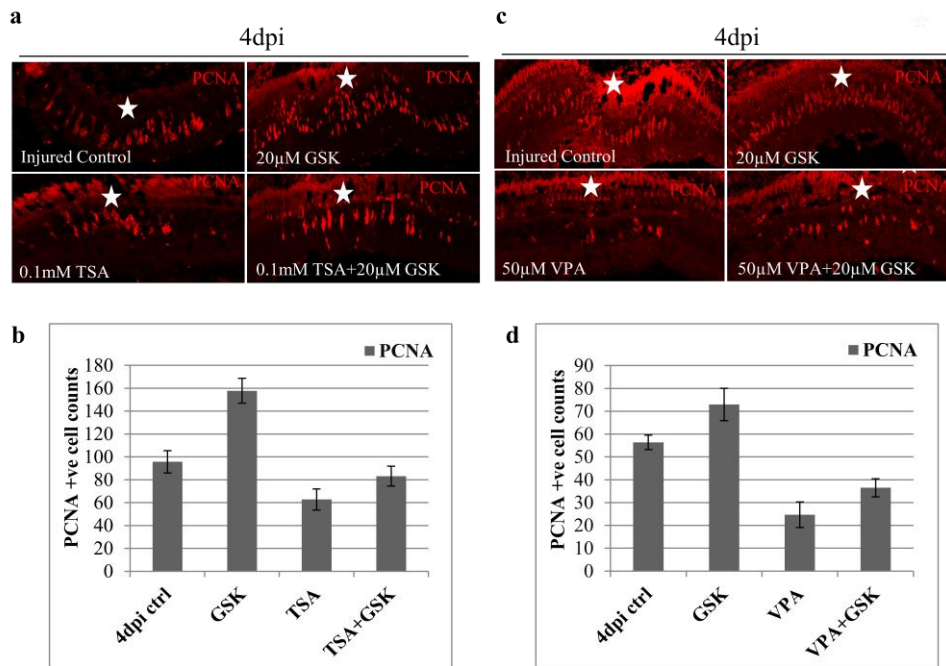 a
4dpi
PCNA
Injured Control
PCNA
20µM GSK
PCNA
0.1mM TSA
PCNA
0.1mM TSA+20µM GSK
c
4dpi
PCNA
Injured Control
PCNA
20µM GSK
PCNA
50µM VPA
PCNA
50µM VPA+20µM GSK
b
PCNA
PCNA +ve cell counts
180
160
140
120
100
80
60
40
20
0
4dpi ctrl
GSK
TSA
TSA+GSK
d
PCNA
PCNA +ve cell counts
90
80
70
60
50
40
30
20
10
0
4dpi ctrl
GSK
VPA
VPA+GSK